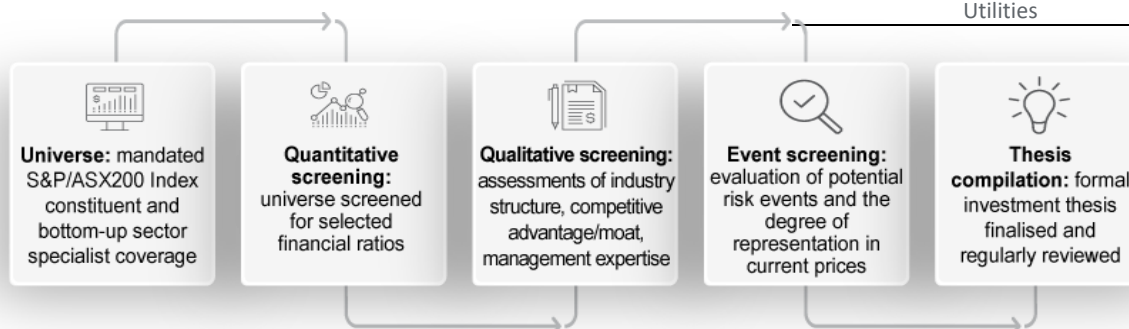 Utilities
Universe: mandated
S&P/ASX200 Index
constituent and
bottom-up sector
specialist coverage
Quantitative
screening:
universe screened
for selected
financial ratios
Qualitative screening:
assessments of industry
structure, competitive
advantage/moat,
management expertise
Event screening:
evaluation of potential
risk events and the
degree of
representation in
current prices
Thesis
compilation: formal
investment thesis
finalised and
regularly reviewed